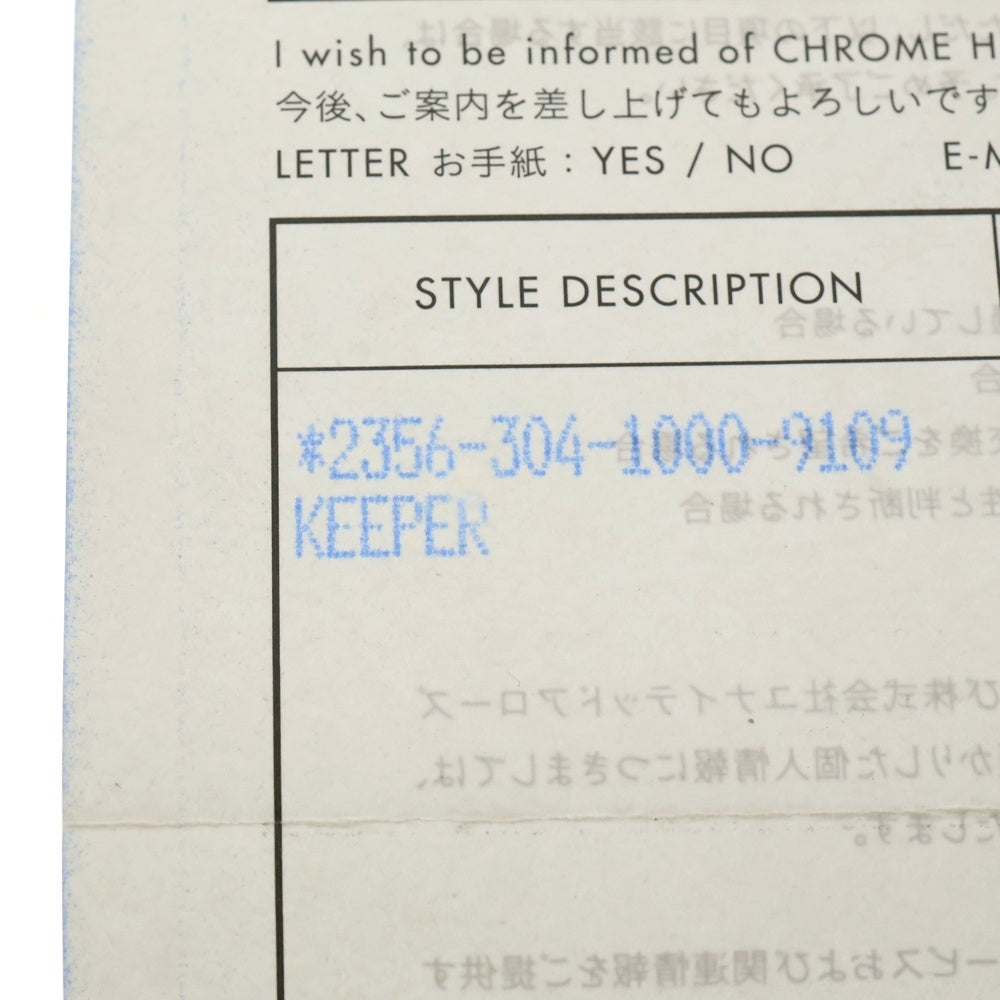 I wish to be informed of CHROME H
今後、ご案内を差し上げてもよろしいです
LETTER お手紙 : YES / NO E-M
STYLE DESCRIPTION
*2356-304-1000-9109
KEEPER